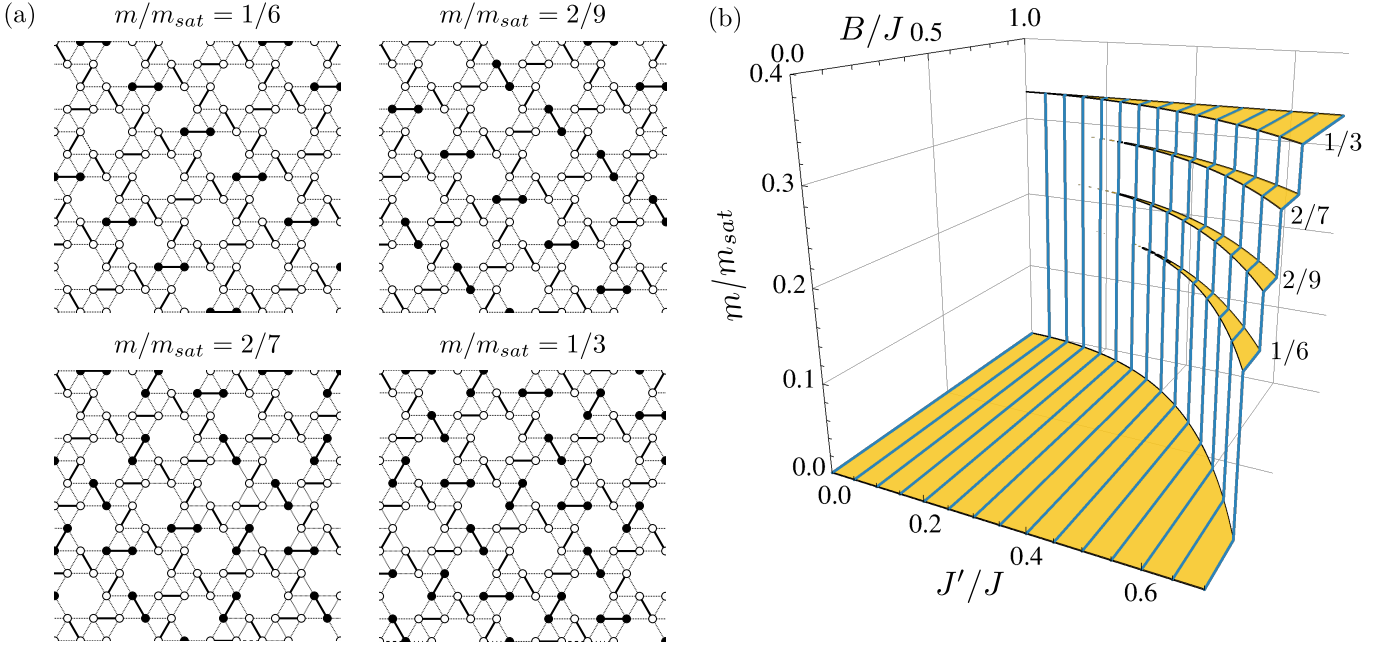 (a)
m/m_sat = 1/6
m/m_sat = 2/9
m/m_sat = 2/7
m/m_sat = 1/3
(b)
B/J
0.0
0.5
1.0
0.4
0.3
0.2
0.1
0.0
m/m_sat
1/3
2/7
2/9
1/6
0.0
0.2
0.4
0.6
J′/J